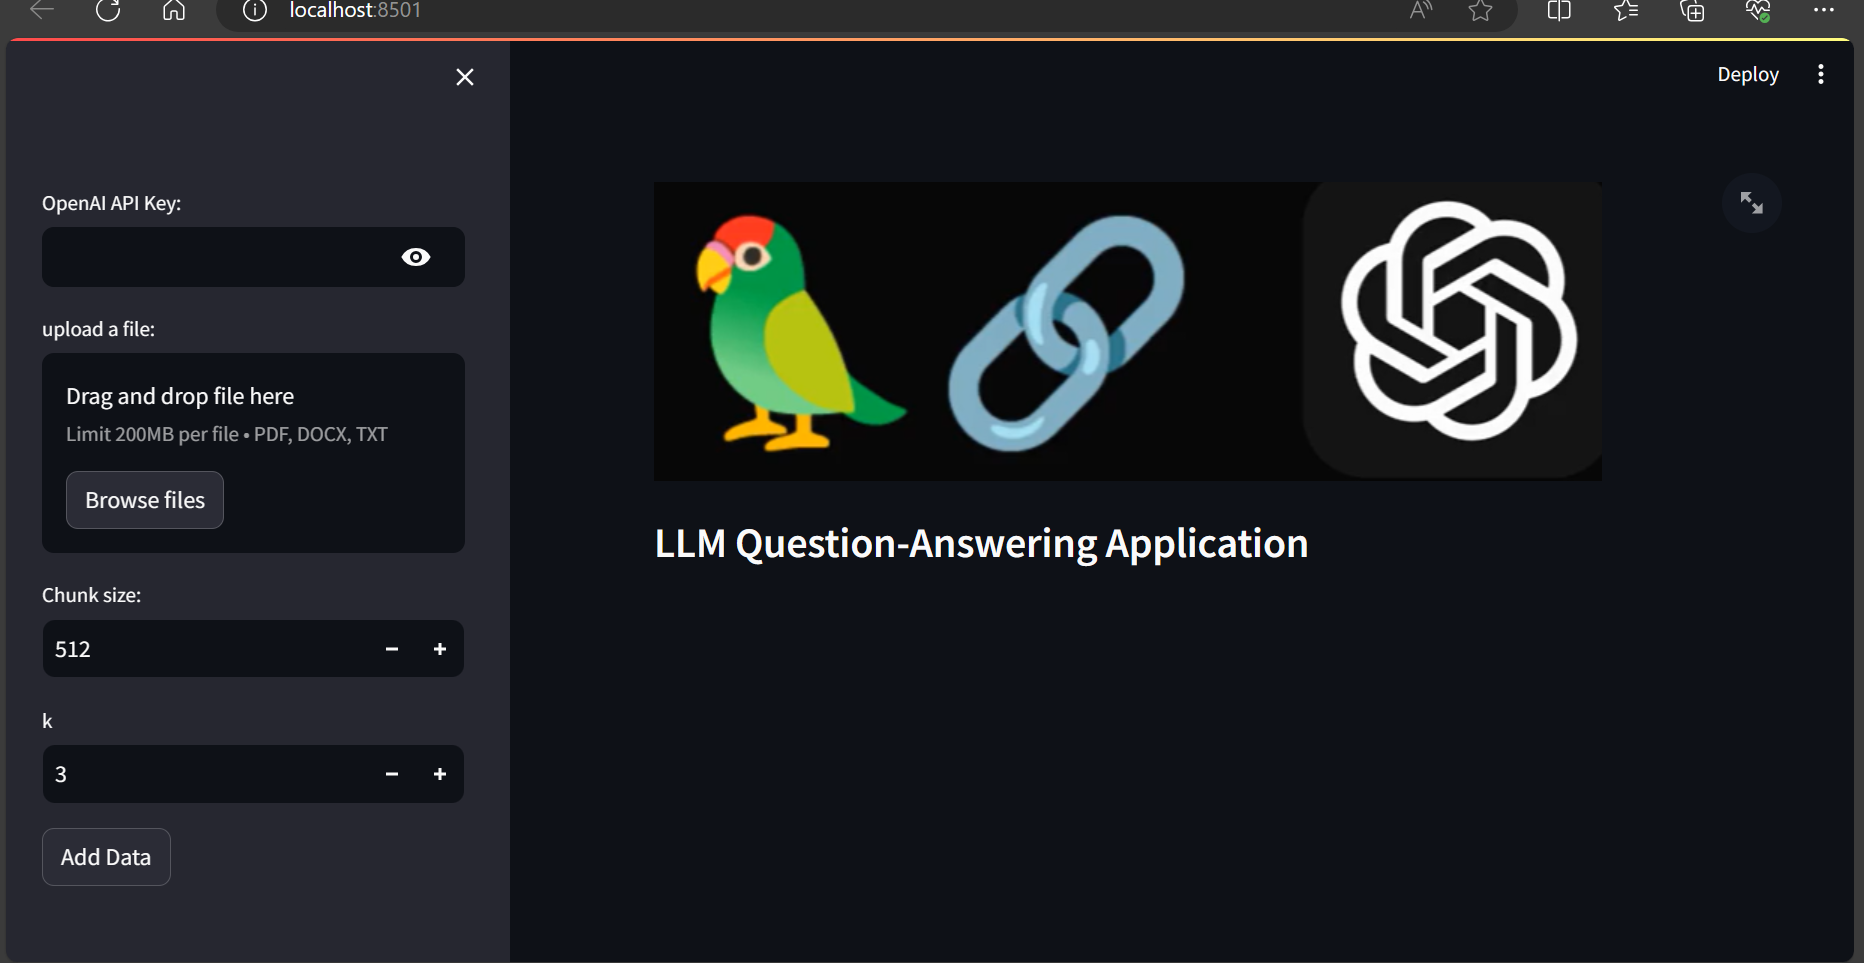 localhost:8501
Deploy
OpenAI API Key:
upload a file:
Drag and drop file here
Limit 200MB per file • PDF, DOCX, TXT
Browse files
Chunk size:
512
k
3
Add Data
LLM Question-Answering Application